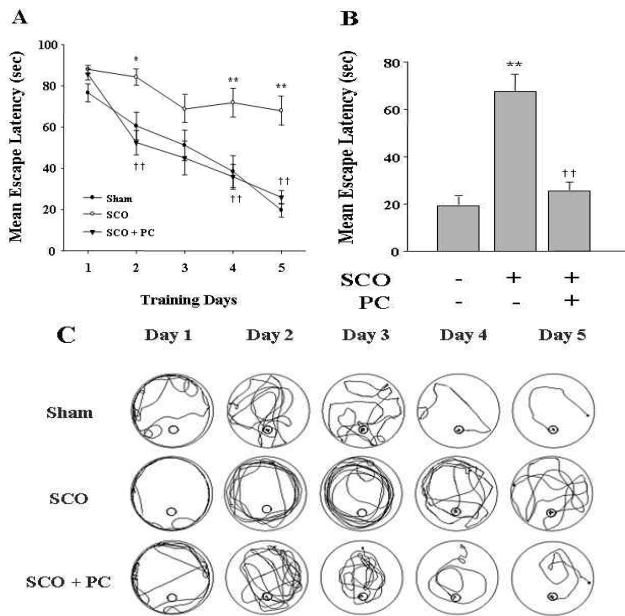 A
Mean Escape Latency (sec)
100
80
60
40
20
0
*
**
**
††
††
††
Sham
SCO
SCO + PC
1 2 3 4 5
Training Days
B
Mean Escape Latency (sec)
80
60
40
20
0
**
††
SCO - + +
PC - - +
C Day 1 Day 2 Day 3 Day 4 Day 5
Sham
SCO
SCO + PC